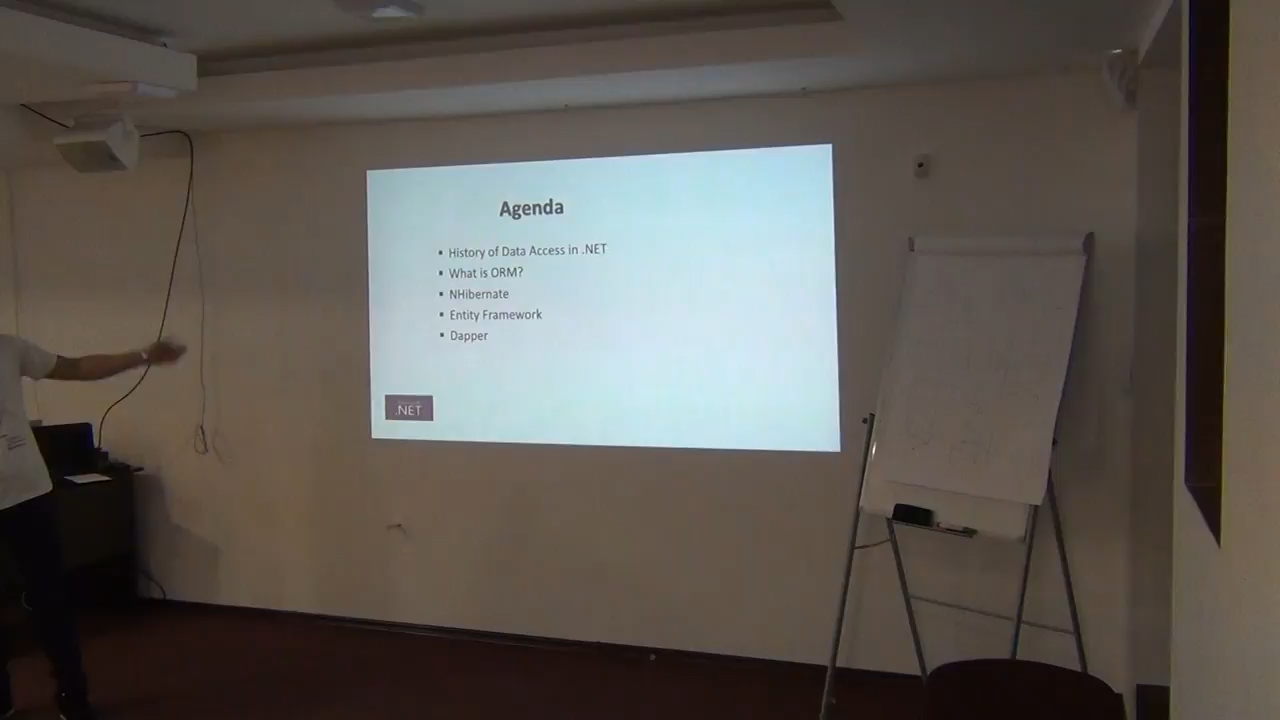 Agenda
▪ History of Data Access in .NET
▪ What is ORM?
▪ NHibernate
▪ Entity Framework
▪ Dapper
.NET